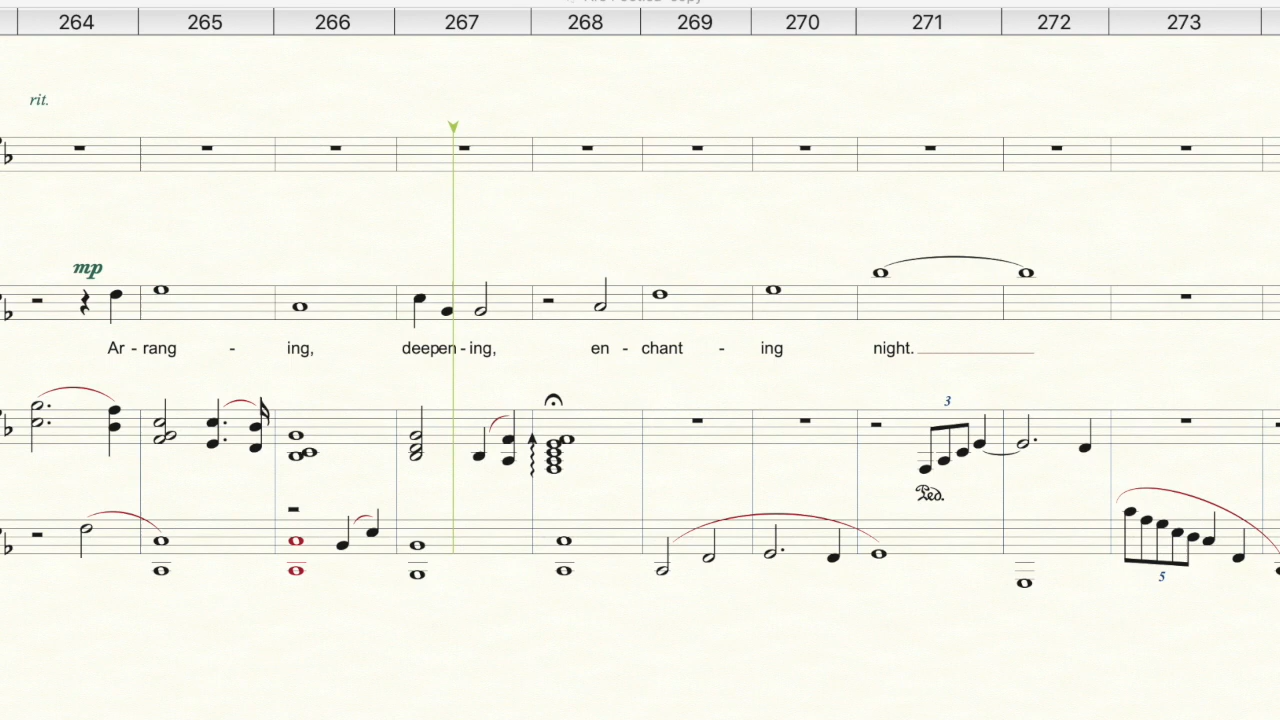 264 265 266 267 268 269 270 271 272 273
rit.
mp
Ar - rang - ing, deepen - ing, en - chant - ing night.
3
Ped.
5